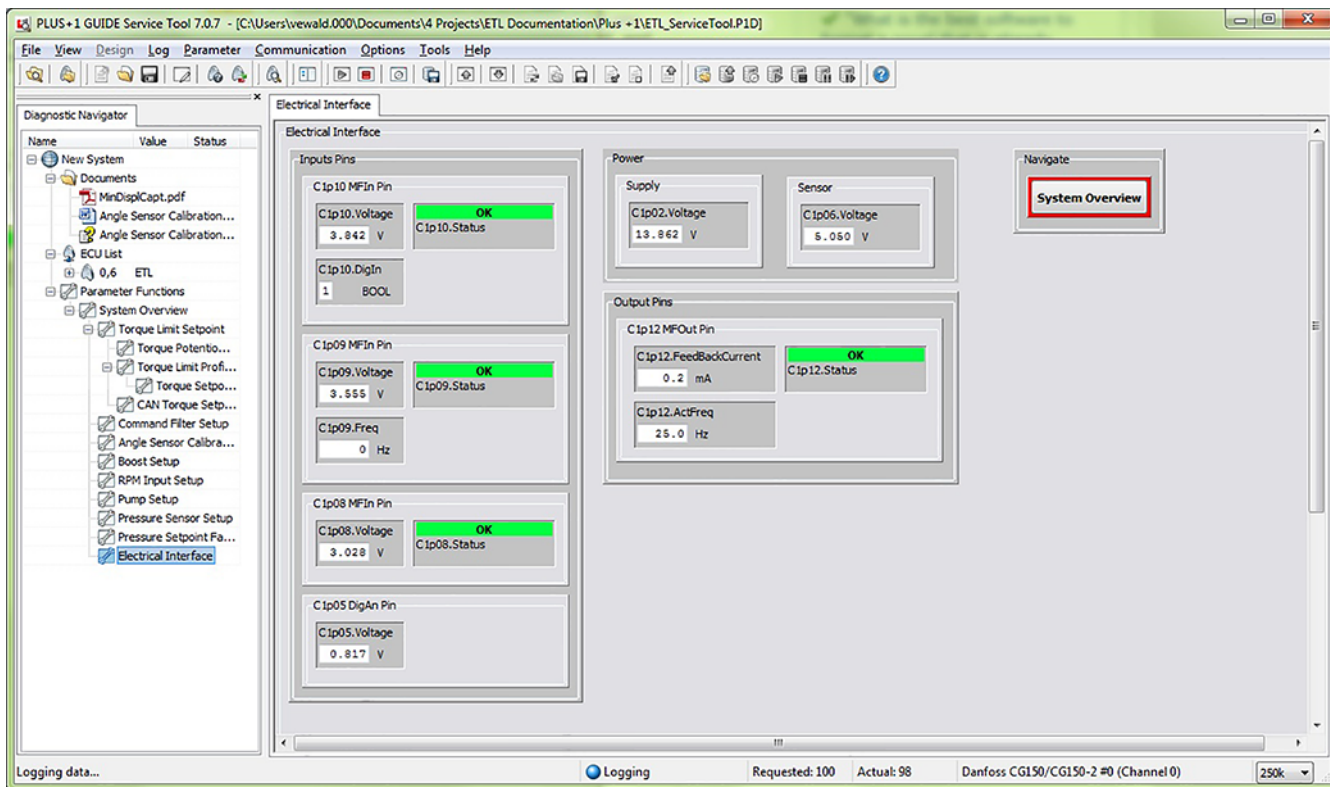 PLUS+1 GUIDE Service Tool 7.0.7 - [C:\Users\vewald.000\Documents\4 Projects\ETL Documentation\Plus +1\ETL_ServiceTool.P1D]
File View Design Log Parameter Communication Options Tools Help
Diagnostic Navigator
Name Value Status
New System
Documents
MinDisplCapt.pdf
Angle Sensor Calibration...
Angle Sensor Calibration...
ECU List
0,6 ETL
Parameter Functions
System Overview
Torque Limit Setpoint
Torque Potentio...
Torque Limit Profi...
Torque Setpo...
CAN Torque Setp...
Command Filter Setup
Angle Sensor Calibra...
Boost Setup
RPM Input Setup
Pump Setup
Pressure Sensor Setup
Pressure Setpoint Fa...
Electrical Interface
Electrical Interface
Electrical Interface
Inputs Pins
C1p10 MFIn Pin
C1p10.Voltage
3.842 V
OK
C1p10.Status
C1p10.DigIn
1 BOOL
C1p09 MFIn Pin
C1p09.Voltage
3.555 V
OK
C1p09.Status
C1p09.Freq
0 Hz
C1p08 MFIn Pin
C1p08.Voltage
3.028 V
OK
C1p08.Status
C1p05 DigAn Pin
C1p05.Voltage
0.817 V
Power
Supply
C1p02.Voltage
13.862 V
Sensor
C1p06.Voltage
5.050 V
Output Pins
C1p12 MFOut Pin
C1p12.FeedBackCurrent
0.2 mA
OK
C1p12.Status
C1p12.ActFreq
25.0 Hz
Navigate
System Overview
Logging data...
Logging
Requested: 100
Actual: 98
Danfoss CG150/CG150-2 #0 (Channel 0)
250k